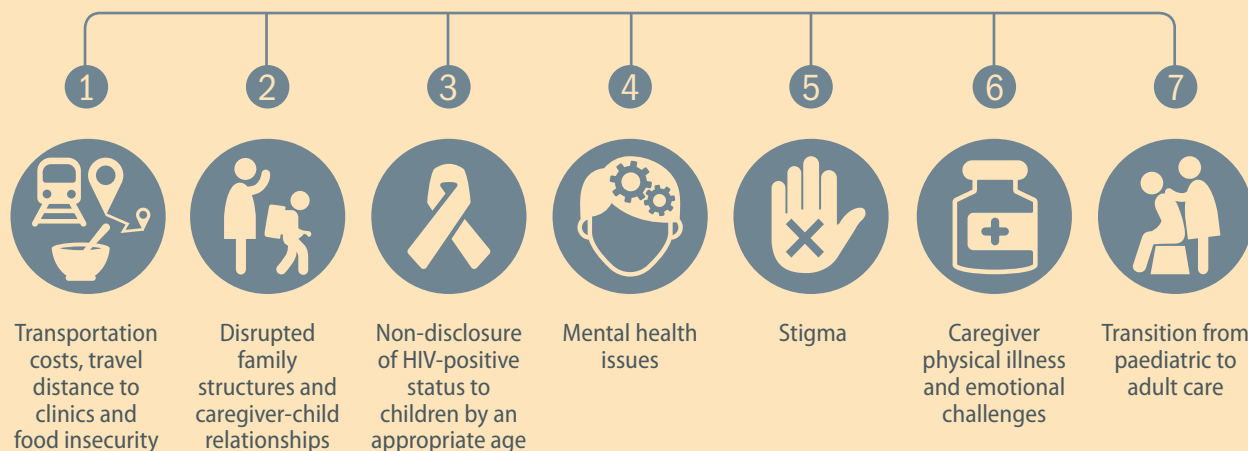 1
2
3
4
5
6
7
Transportation
costs, travel
distance to
clinics and
food insecurity
Disrupted
family
structures and
caregiver-child
relationships
Non-disclosure
of HIV-positive
status to
children by an
appropriate age
Mental health
issues
Stigma
Caregiver
physical illness
and emotional
challenges
Transition from
paediatric to
adult care